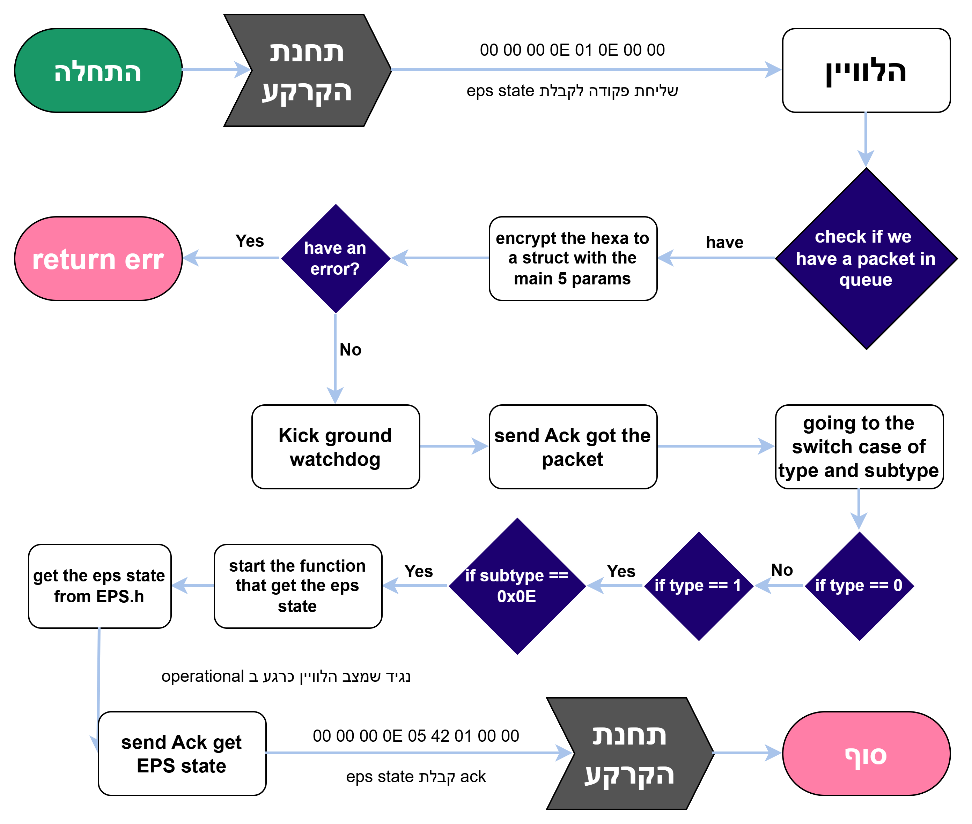 התחלה
תחנת
הקרקע
00 00 00 0E 01 0E 00 00
שליחת פקודה לקבלת eps state
הלוויין
check if we
have a packet in
queue
have
encrypt the hexa to
a struct with the
main 5 params
have an
error?
Yes
return err
No
Kick ground
watchdog
send Ack got the
packet
going to the
switch case of
type and subtype
if type == 0
No
if type == 1
Yes
if subtype ==
0x0E
Yes
start the function
that get the eps
state
get the eps state
from EPS.h
נגיד שמצב הלוויין כרגע ב operational
send Ack get
EPS state
00 00 00 0E 05 42 01 00 00
ack קבלת eps state
תחנת
הקרקע
סוף